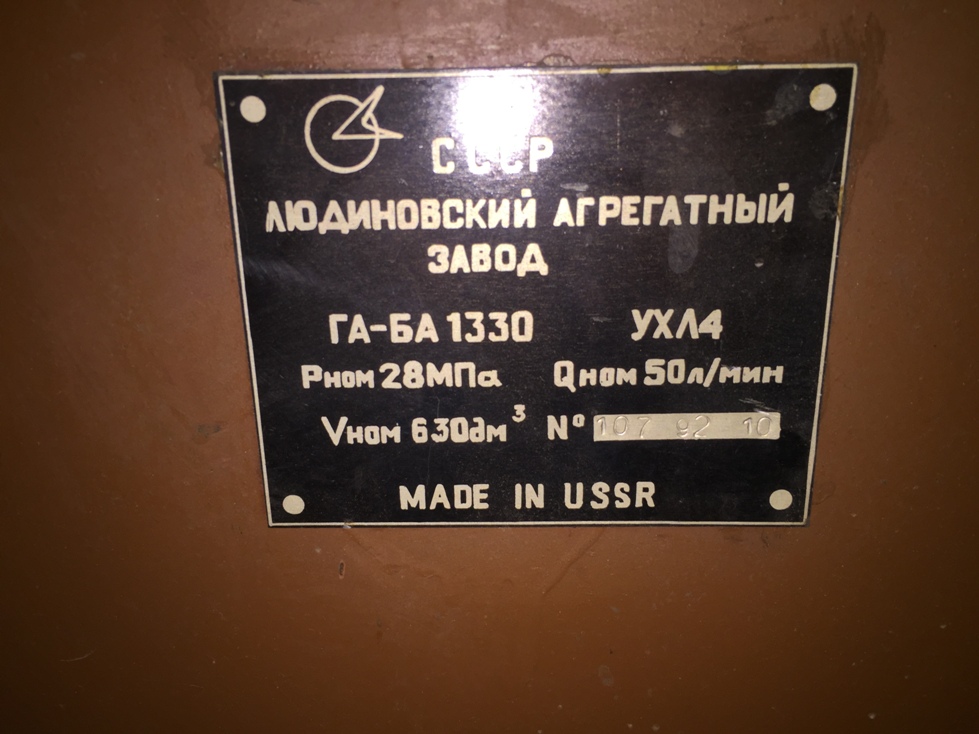 СССР
ЛЮДИНОВСКИЙ АГРЕГАТНЫЙ
ЗАВОД
ГА-БА 1330 УХЛ4
Рном 28МПа Qном 50л/мин
Vном 630дм³ № 107 92 10
MADE IN USSR